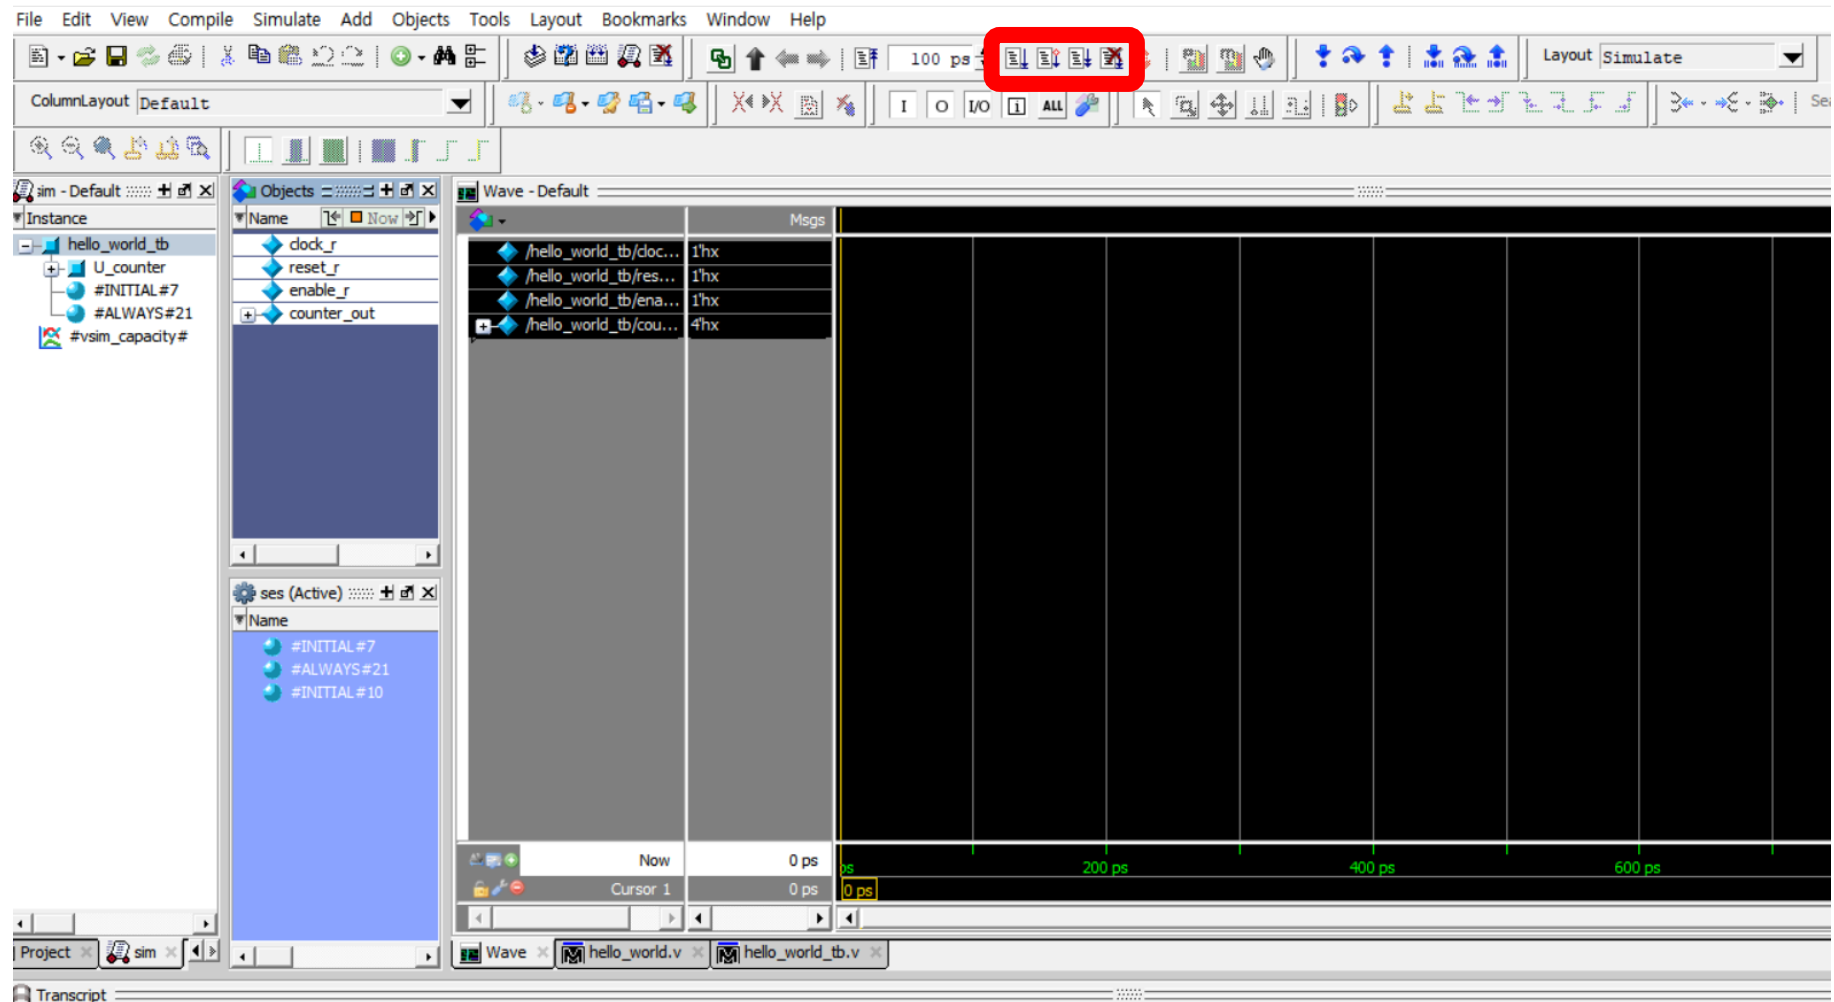 File Edit View Compile Simulate Add Objects Tools Layout Bookmarks Window Help
100 ps
Layout Simulate
ColumnLayout Default
I O I/O i ALL
Sea
sim - Default
Instance
hello_world_tb
U_counter
#INITIAL#7
#ALWAYS#21
#vsim_capacity#
Objects
Name Now
clock_r
reset_r
enable_r
counter_out
ses (Active)
Name
#INITIAL#7
#ALWAYS#21
#INITIAL#10
Wave - Default
Msgs
/hello_world_tb/cloc... 1'hx
/hello_world_tb/res... 1'hx
/hello_world_tb/ena... 1'hx
/hello_world_tb/cou... 4'hx
Now 0 ps
ps 200 ps 400 ps 600 ps
Cursor 1 0 ps
0 ps
Project sim
Wave hello_world.v hello_world_tb.v
Transcript